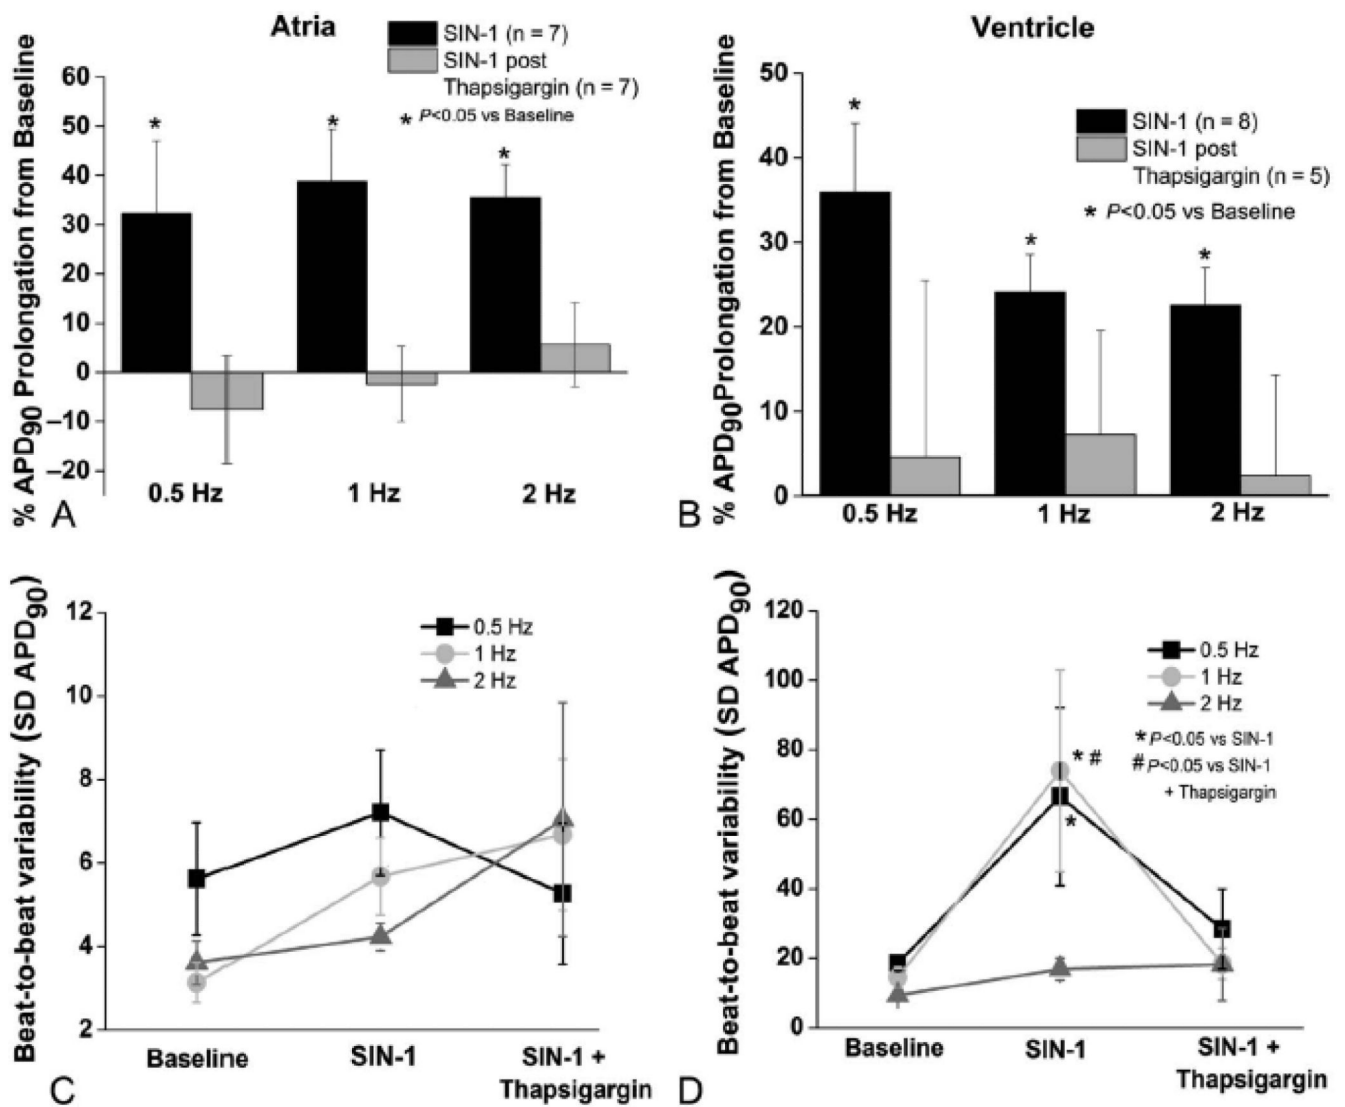 Atria
SIN-1 (n = 7)
SIN-1 post
Thapsigargin (n = 7)
* P<0.05 vs Baseline
% APD90 Prolongation from Baseline
60
50
40
30
20
10
0
–10
–20
* * *
0.5 Hz 1 Hz 2 Hz
A
Ventricle
SIN-1 (n = 8)
SIN-1 post
Thapsigargin (n = 5)
* P<0.05 vs Baseline
% APD90Prolongation from Baseline
50
40
30
20
10
0
* * *
0.5 Hz 1 Hz 2 Hz
B
Beat-to-beat variability (SD APD90)
12
10
8
6
4
2
0.5 Hz
1 Hz
2 Hz
Baseline SIN-1 SIN-1 +
Thapsigargin
C
Beat-to-beat variability (SD APD90)
120
100
80
60
40
20
0
0.5 Hz
1 Hz
2 Hz
* P<0.05 vs SIN-1
# P<0.05 vs SIN-1
+ Thapsigargin
* #
*
Baseline SIN-1 SIN-1 +
Thapsigargin
D